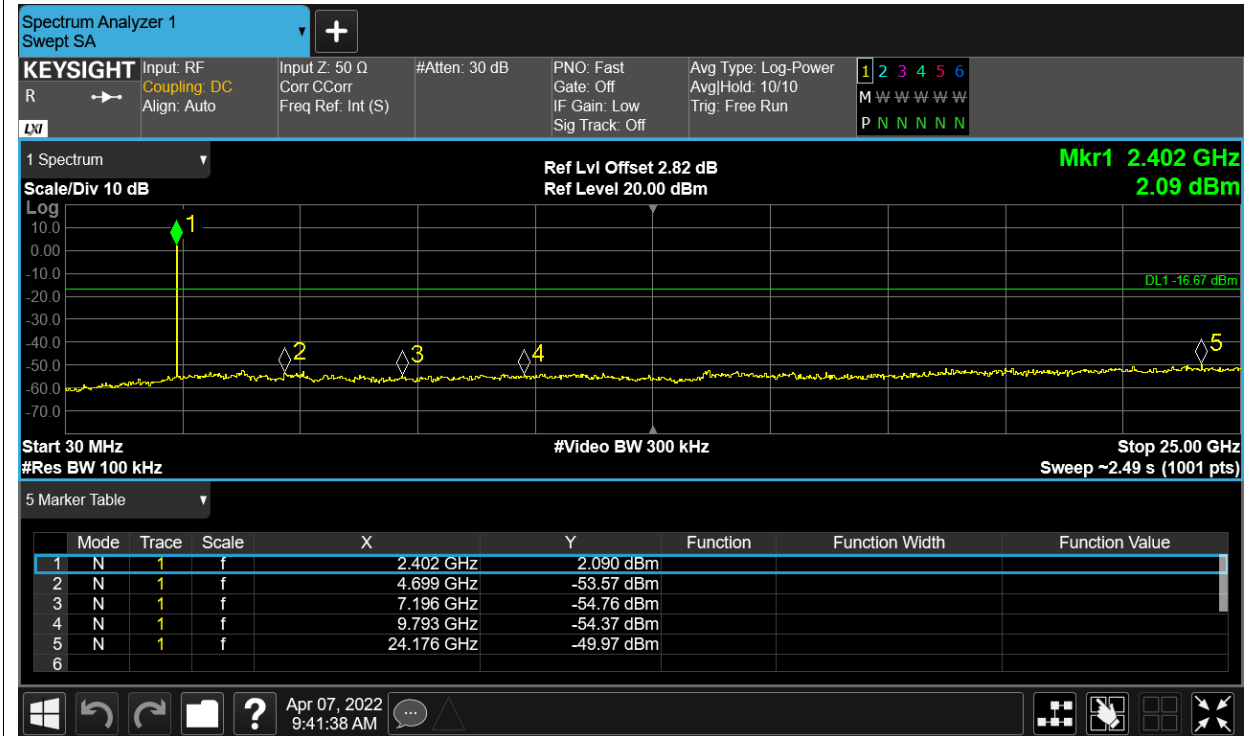 Spectrum Analyzer 1
Swept SA
KEYSIGHT
R
LXI
Input: RF
Coupling: DC
Align: Auto
Input Z: 50 Ω
Corr CCorr
Freq Ref: Int (S)
#Atten: 30 dB
PNO: Fast
Gate: Off
IF Gain: Low
Sig Track: Off
Avg Type: Log-Power
Avg|Hold: 10/10
Trig: Free Run
1 2 3 4 5 6
M W W W W W W
P N N N N N N
1 Spectrum
Scale/Div 10 dB
Ref Lvl Offset 2.82 dB
Ref Level 20.00 dBm
Mkr1 2.402 GHz
2.09 dBm
Log
10.0
0.00
-10.0
-20.0
-30.0
-40.0
-50.0
-60.0
-70.0
1
2
3
4
5
DL1 -16.67 dBm
Start 30 MHz
#Video BW 300 kHz
Stop 25.00 GHz
#Res BW 100 kHz
Sweep ~2.49 s (1001 pts)
5 Marker Table
Mode Trace Scale X Y Function Function Width Function Value
1 N 1 f 2.402 GHz 2.090 dBm
2 N 1 f 4.699 GHz -53.57 dBm
3 N 1 f 7.196 GHz -54.76 dBm
4 N 1 f 9.793 GHz -54.37 dBm
5 N 1 f 24.176 GHz -49.97 dBm
6
?
Apr 07, 2022
9:41:38 AM